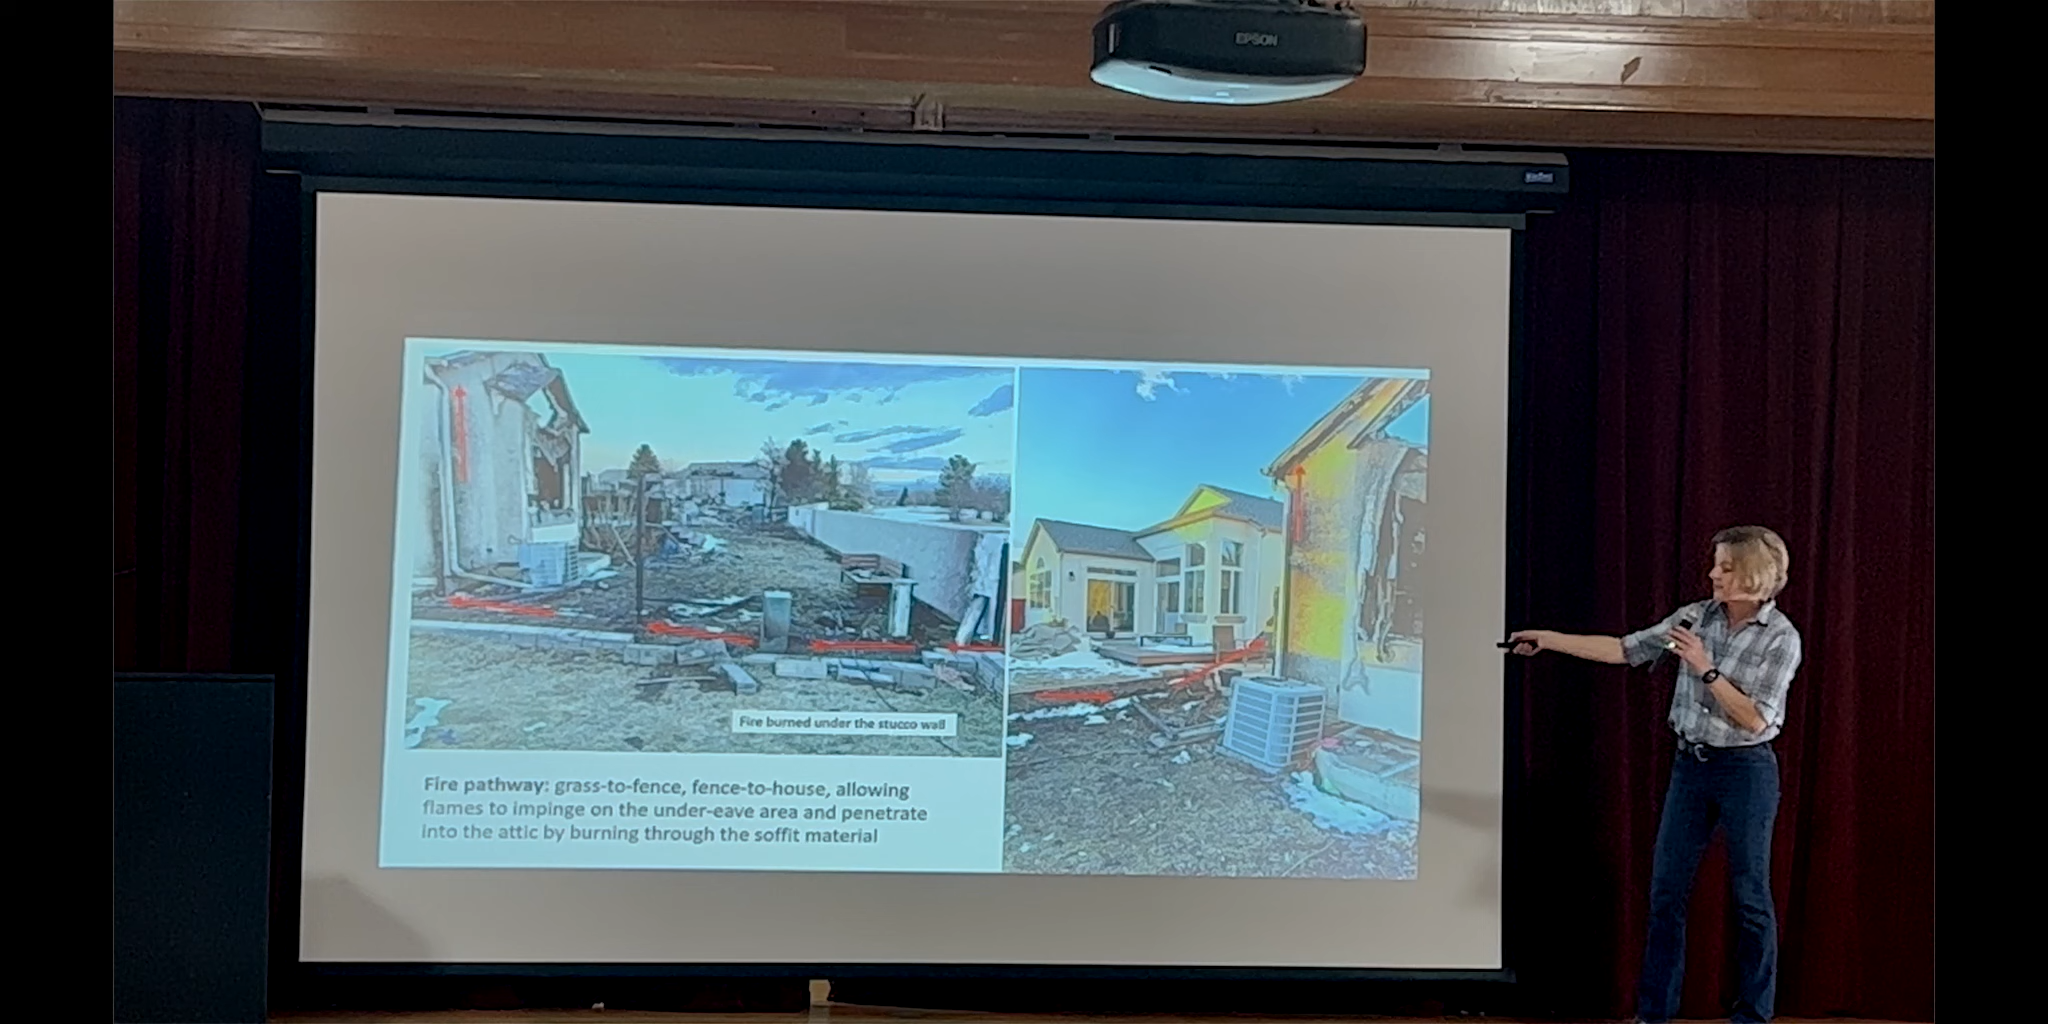 EPSON
Fire burned under the stucco wall
Fire pathway: grass-to-fence, fence-to-house, allowing
flames to impinge on the under-eave area and penetrate
into the attic by burning through the soffit material